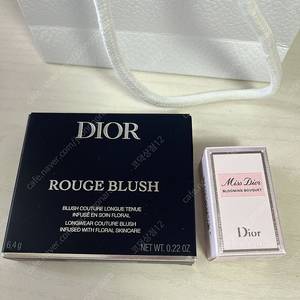 DIOR
ROUGE BLUSH
BLUSH COUTURE LONGUE TENUE
INFUSÉ EN SOIN FLORAL
LONGWEAR COUTURE BLUSH
INFUSED WITH FLORAL SKINCARE
6,4 g
NET WT. 0.22 OZ
Miss Dior
BLOOMING BOUQUET
Dior